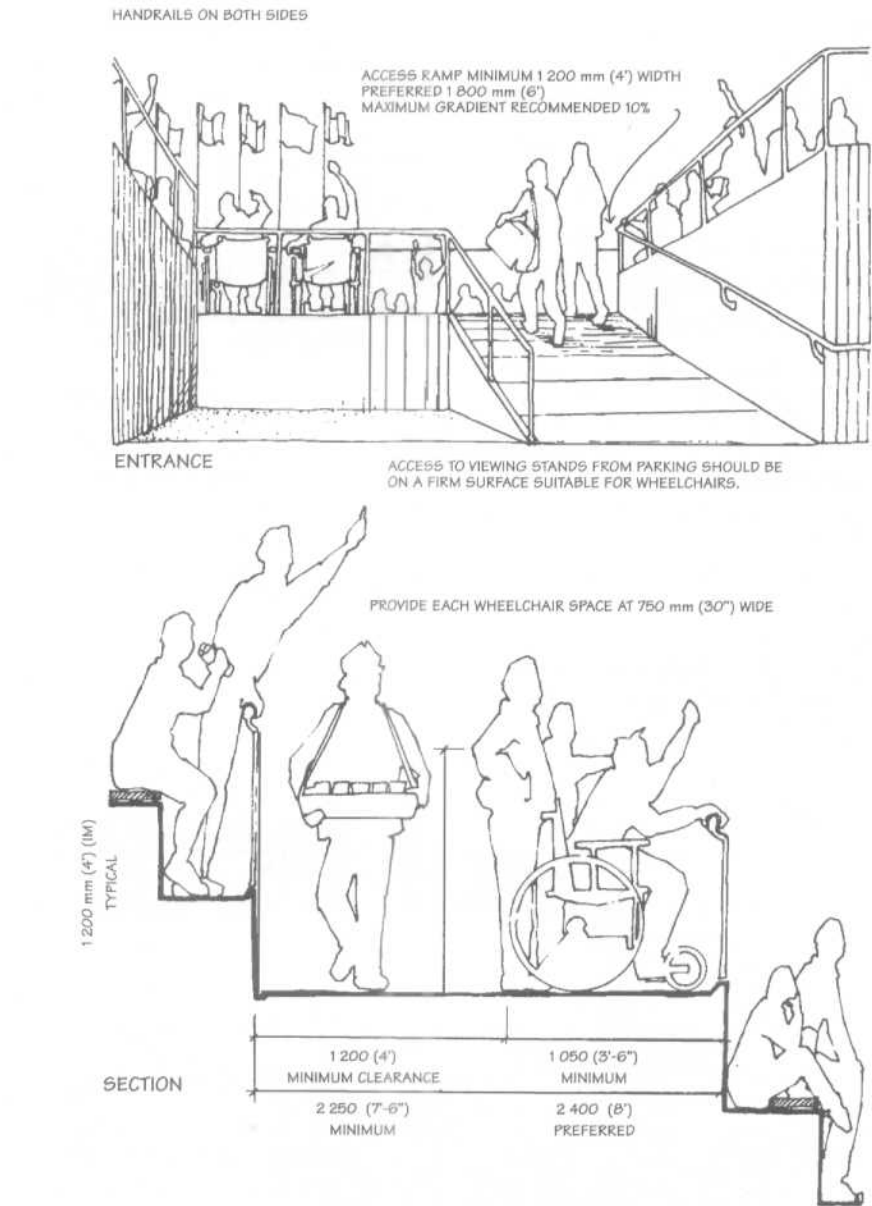 HANDRAILS ON BOTH SIDES
ACCESS RAMP MINIMUM 1 200 mm (4') WIDTH
PREFERRED 1 800 mm (6')
MAXIMUM GRADIENT RECOMMENDED 10%
ENTRANCE
ACCESS TO VIEWING STANDS FROM PARKING SHOULD BE
ON A FIRM SURFACE SUITABLE FOR WHEELCHAIRS.
PROVIDE EACH WHEELCHAIR SPACE AT 750 mm (30") WIDE
1 200 mm (4') (IM)
TYPICAL
SECTION
1 200 (4')
MINIMUM CLEARANCE
1 050 (3'-6")
MINIMUM
2 250 (7'-6")
MINIMUM
2 400 (8')
PREFERRED